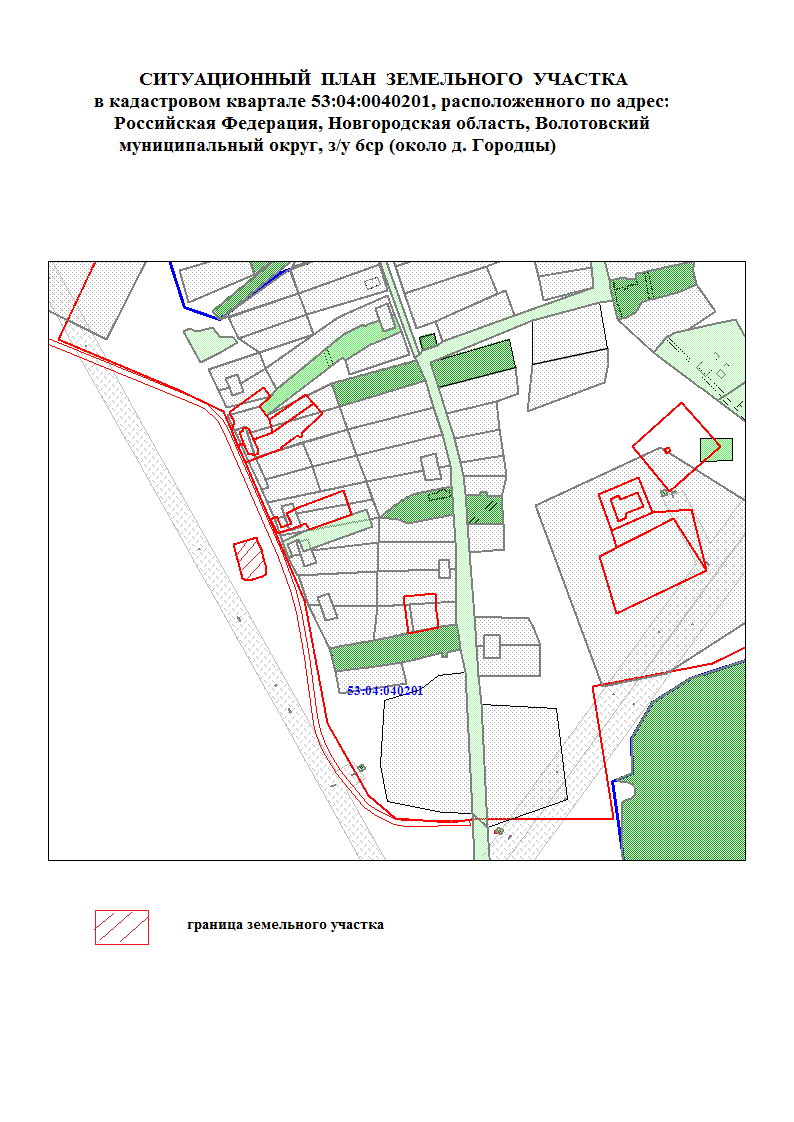 СИТУАЦИОННЫЙ ПЛАН ЗЕМЕЛЬНОГО УЧАСТКА
в кадастровом квартале 53:04:0040201, расположенного по адрес:
Российская Федерация, Новгородская область, Волотовский
муниципальный округ, з/у 6ср (около д. Городцы)
53:04:040201
граница земельного участка